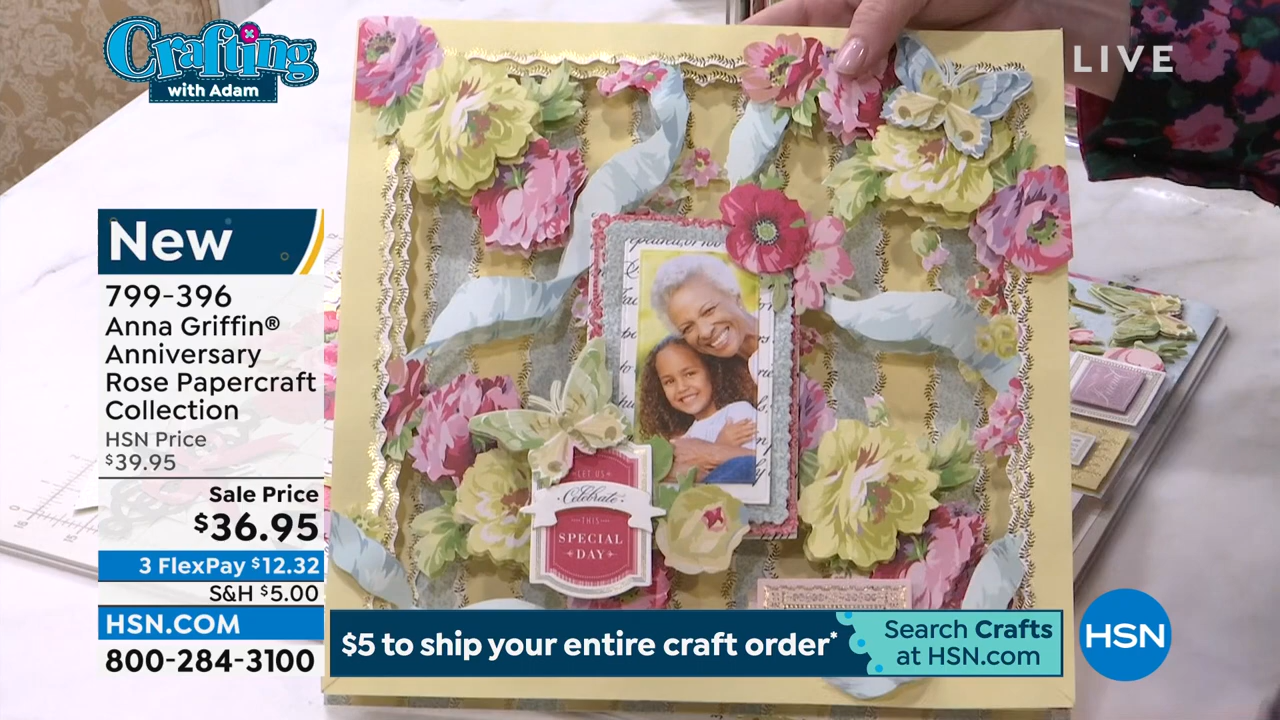 Crafting
with Adam
LIVE
New
799-396
Anna Griffin®
Anniversary
Rose Papercraft
Collection
HSN Price
$39.95
Sale Price
$36.95
3 FlexPay $12.32
S&H $5.00
HSN.COM
800-284-3100
LET US
Celebrate
THIS
SPECIAL
DAY
$5 to ship your entire craft order*
Search Crafts
at HSN.com
HSN